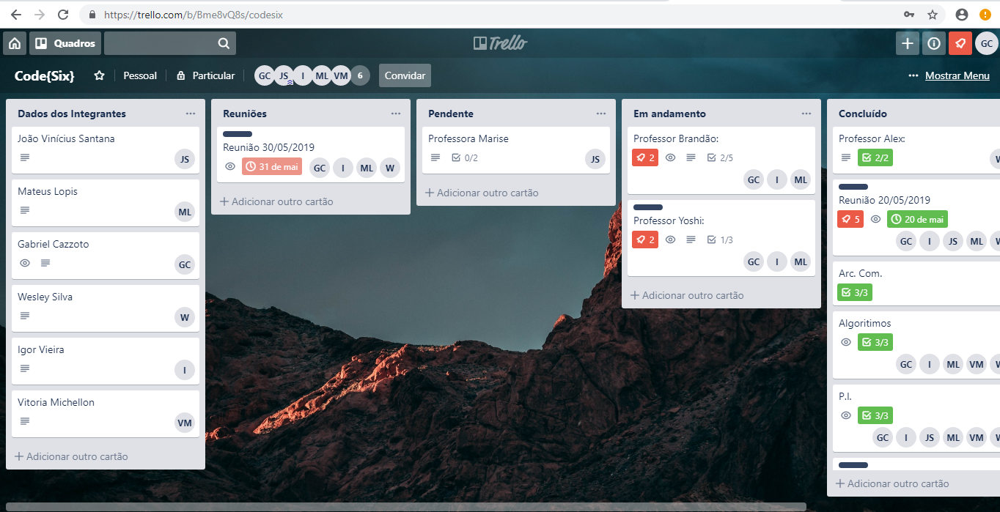 https://trello.com/b/Bme8vQ8s/codesix
Quadros
Trello
GC
Code{Six}
Pessoal
Particular
GC JS I ML VM 6
Convidar
Mostrar Menu
Dados dos Integrantes
João Vinícius Santana
JS
Mateus Lopis
ML
Gabriel Cazzoto
GC
Wesley Silva
W
Igor Vieira
I
Vitoria Michellon
VM
Adicionar outro cartão
Reuniões
Reunião 30/05/2019
31 de mai
GC I ML W
Adicionar outro cartão
Pendente
Professora Marise
0/2
JS
Adicionar outro cartão
Em andamento
Professor Brandão:
2 2/5
GC I ML
Professor Yoshi:
2 1/3
GC I ML
Adicionar outro cartão
Concluído
Professor Alex:
2/2
W
Reunião 20/05/2019
5 20 de mai
GC I JS ML W
Arc. Com.
3/3
Algoritimos
3/3
GC I ML VM W
P.I.
3/3
GC I JS ML VM W
Adicionar outro cartão